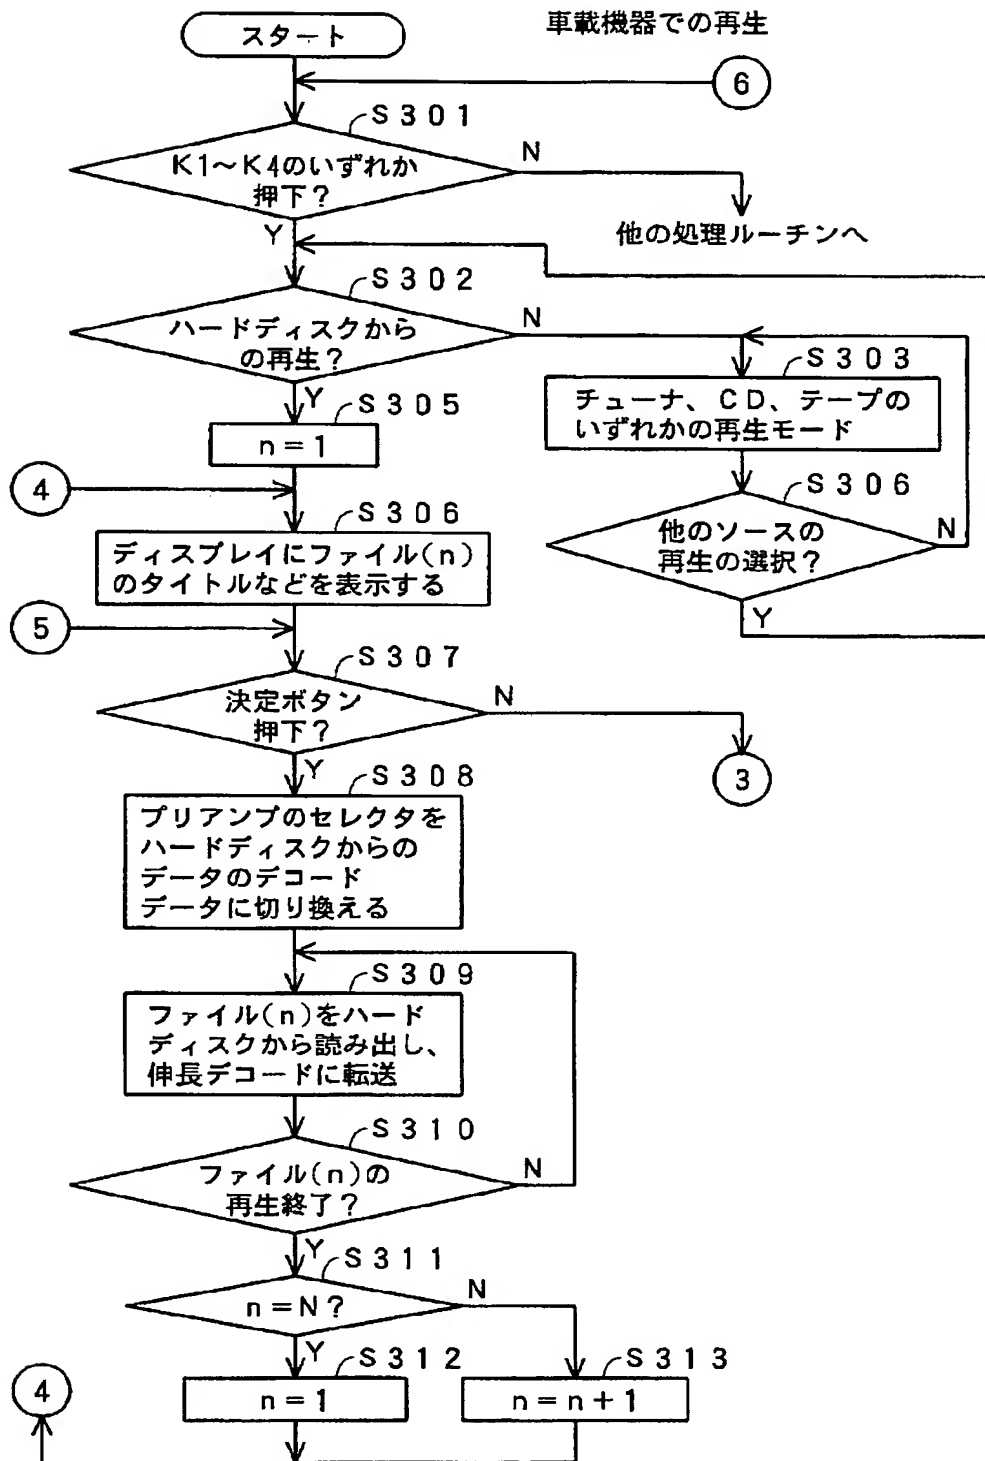 車載機器での再生
スタート
6
S301
K1～K4のいずれか
押下？
N
Y
他の処理ルーチンへ
S302
ハードディスクから
の再生？
N
Y
S303
チューナ、CD、テープの
いずれかの再生モード
S305
n=1
S306
他のソースの
再生の選択？
N
Y
4
S306
ディスプレイにファイル(n)
のタイトルなどを表示する
5
S307
決定ボタン
押下？
N
Y
3
S308
プリアンプのセレクタを
ハードディスクからの
データのデコード
データに切り換える
S309
ファイル(n)をハード
ディスクから読み出し、
伸長デコードに転送
S310
ファイル(n)の
再生終了？
N
Y
S311
n=N?
N
Y
S312
n=1
S313
n=n+1
4